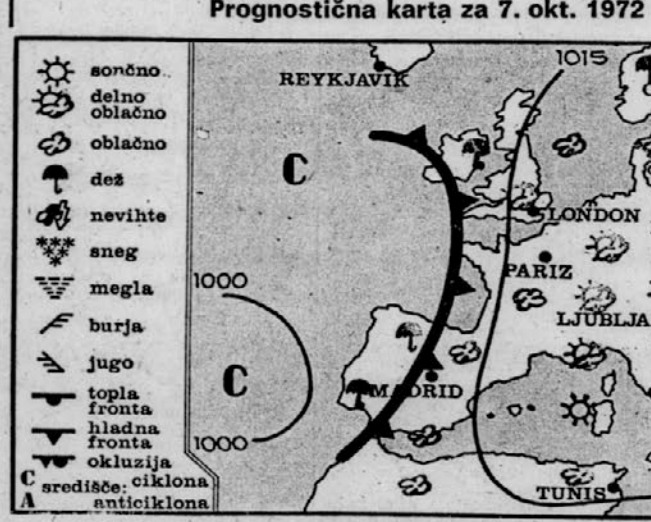 Prognostična karta za 7. okt. 1972
sončno
delno
oblačno
oblačno
dež
nevihte
sneg
megla
burja
jugo
topla
fronta
hladna
fronta
okluzija
C središče: ciklona
A anticiklona
REYKJAVIK
1015
C
LONDON
PARIZ
1000
LJUBLJA
C
MADRID
1000
TUNIS